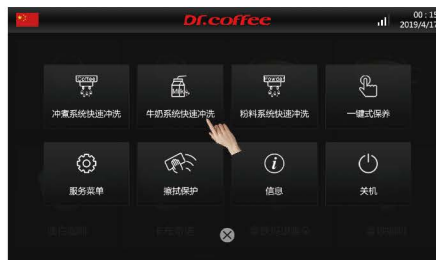 Dr.coffee
00 : 15
2019/4/17
COFFEE
MILK
POWDER
冲煮系统快速冲洗
牛奶系统快速冲洗
粉料系统快速冲洗
一键式保养
服务菜单
擦拭保护
信息
关机